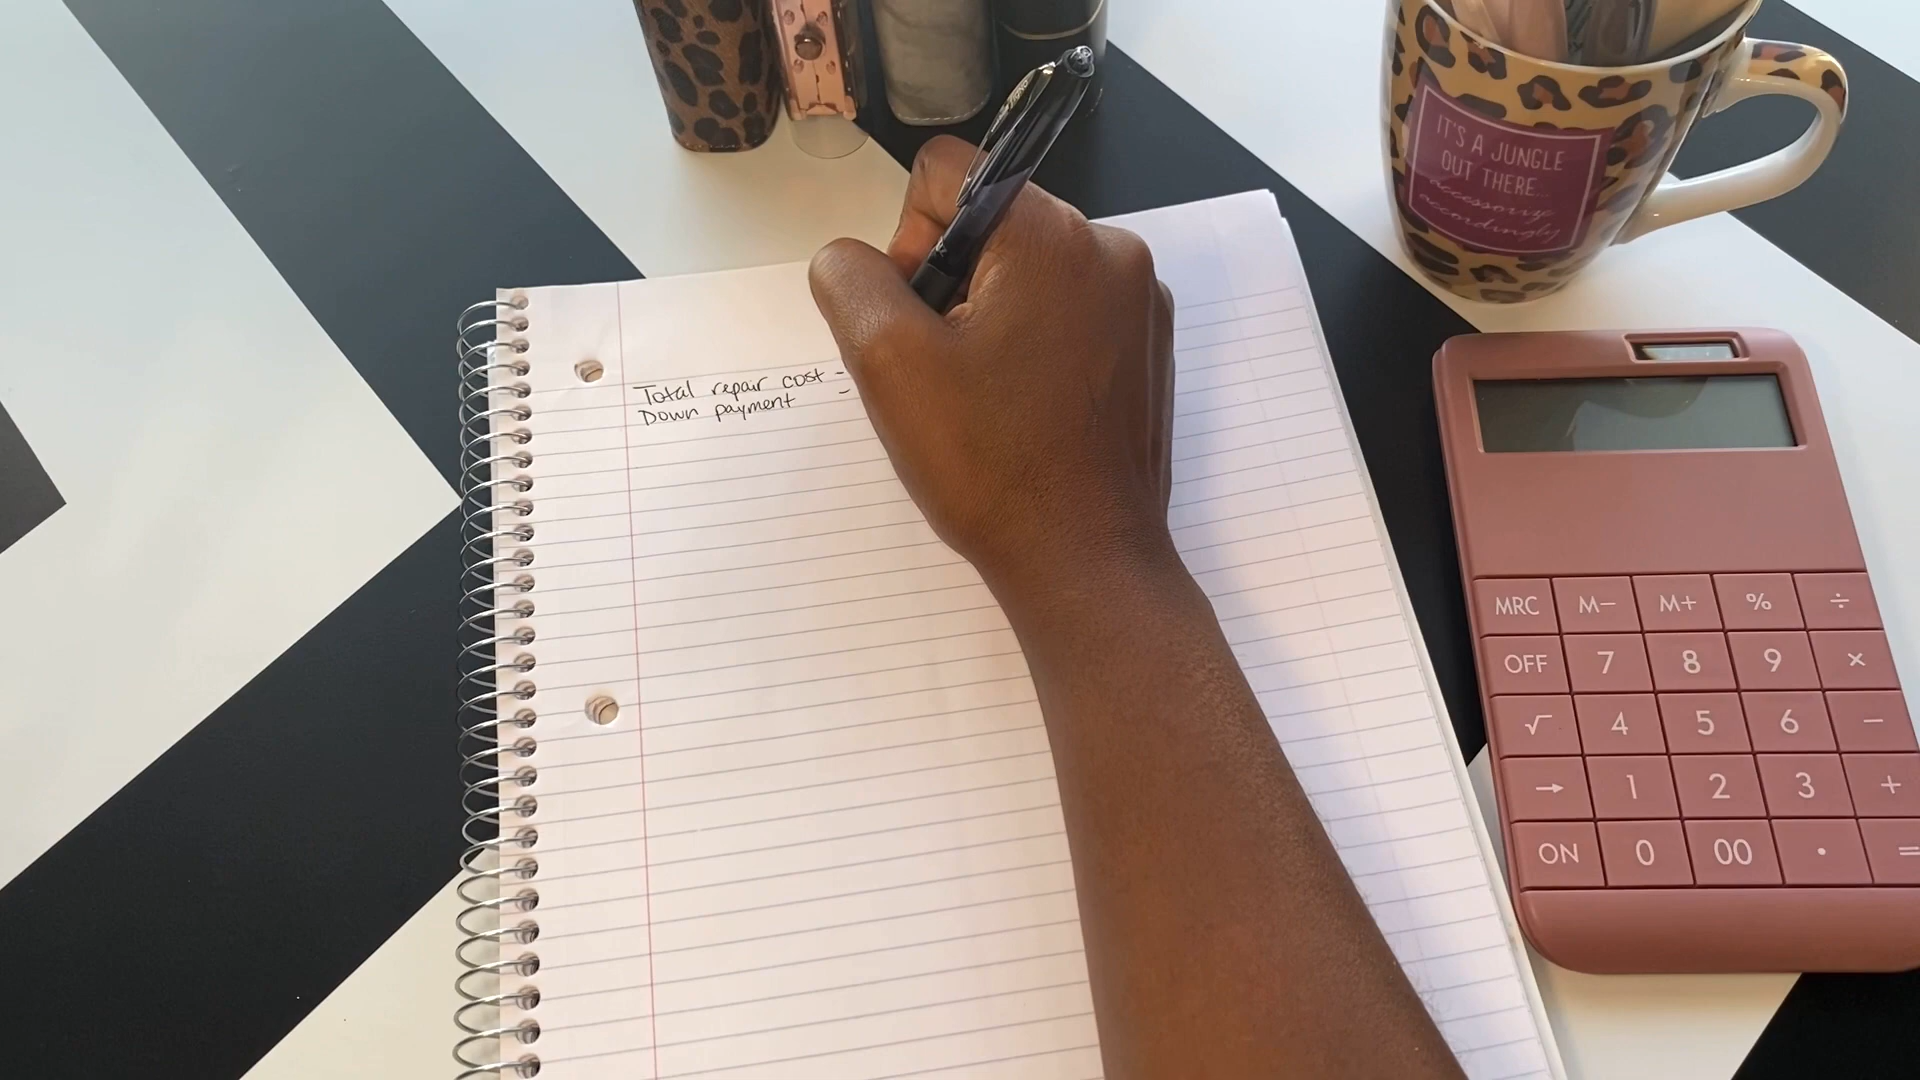 IT'S A JUNGLE
OUT THERE...
accessorize
accordingly
Total repair cost -
Down payment -
MRC M− M+ % ÷
OFF 7 8 9 ×
√ 4 5 6 −
→ 1 2 3 +
ON 0 00 . =